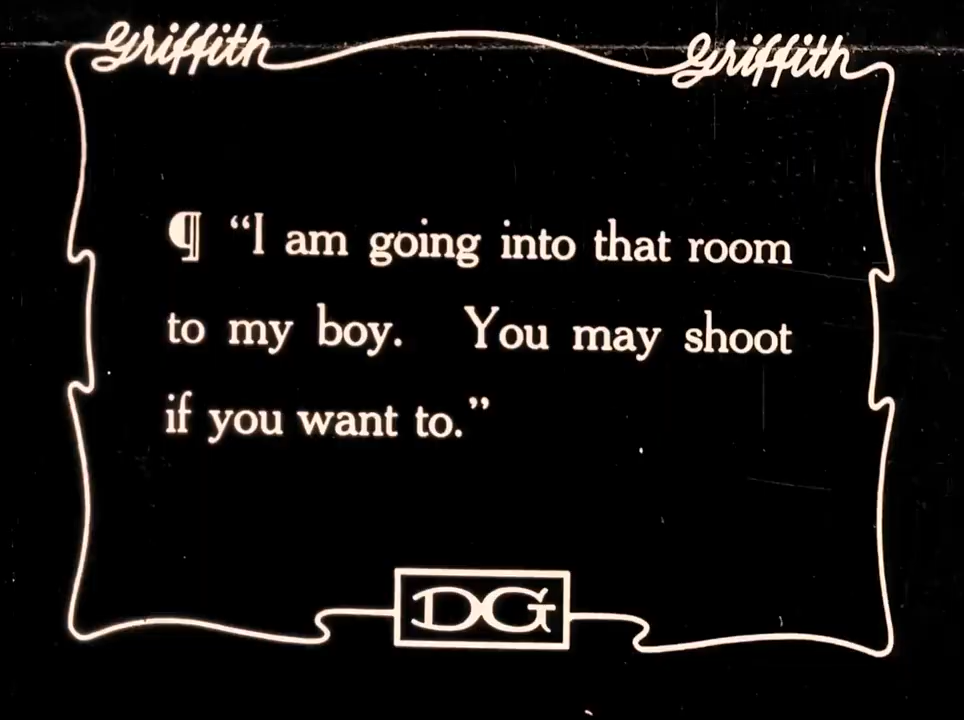 Griffith Griffith
¶ “I am going into that room
to my boy. You may shoot
if you want to.”
DG